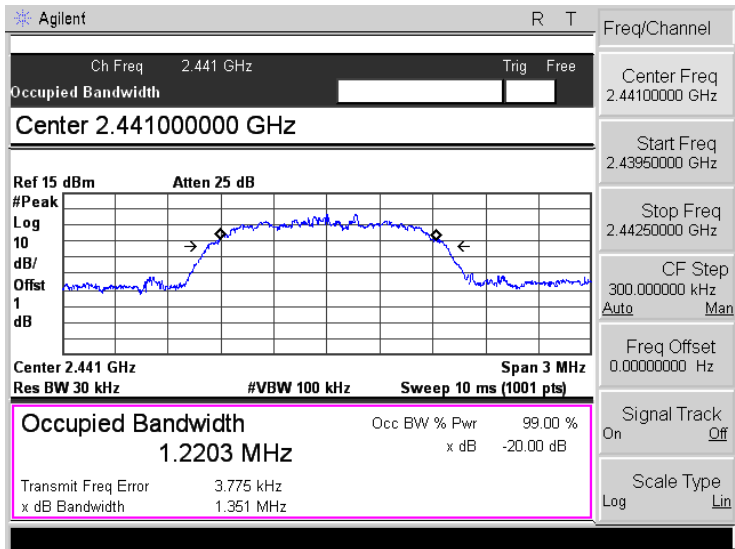 Agilent
R T
Ch Freq 2.441 GHz Trig Free
Occupied Bandwidth
Center 2.441000000 GHz
Ref 15 dBm Atten 25 dB
#Peak
Log
10
dB/
Offst
1
dB
Center 2.441 GHz Span 3 MHz
Res BW 30 kHz #VBW 100 kHz Sweep 10 ms (1001 pts)
Occupied Bandwidth
1.2203 MHz
Occ BW % Pwr 99.00 %
x dB -20.00 dB
Transmit Freq Error 3.775 kHz
x dB Bandwidth 1.351 MHz
Freq/Channel
Center Freq
2.44100000 GHz
Start Freq
2.43950000 GHz
Stop Freq
2.44250000 GHz
CF Step
300.000000 kHz
Auto Man
Freq Offset
0.00000000 Hz
Signal Track
On Off
Scale Type
Log Lin